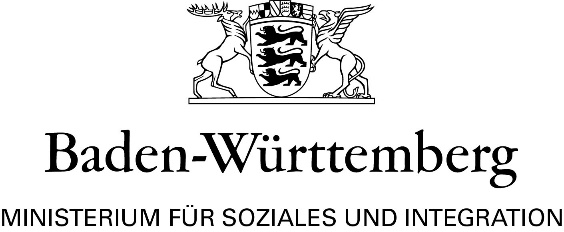 Baden-Württemberg
MINISTERIUM FÜR SOZIALES UND INTEGRATION